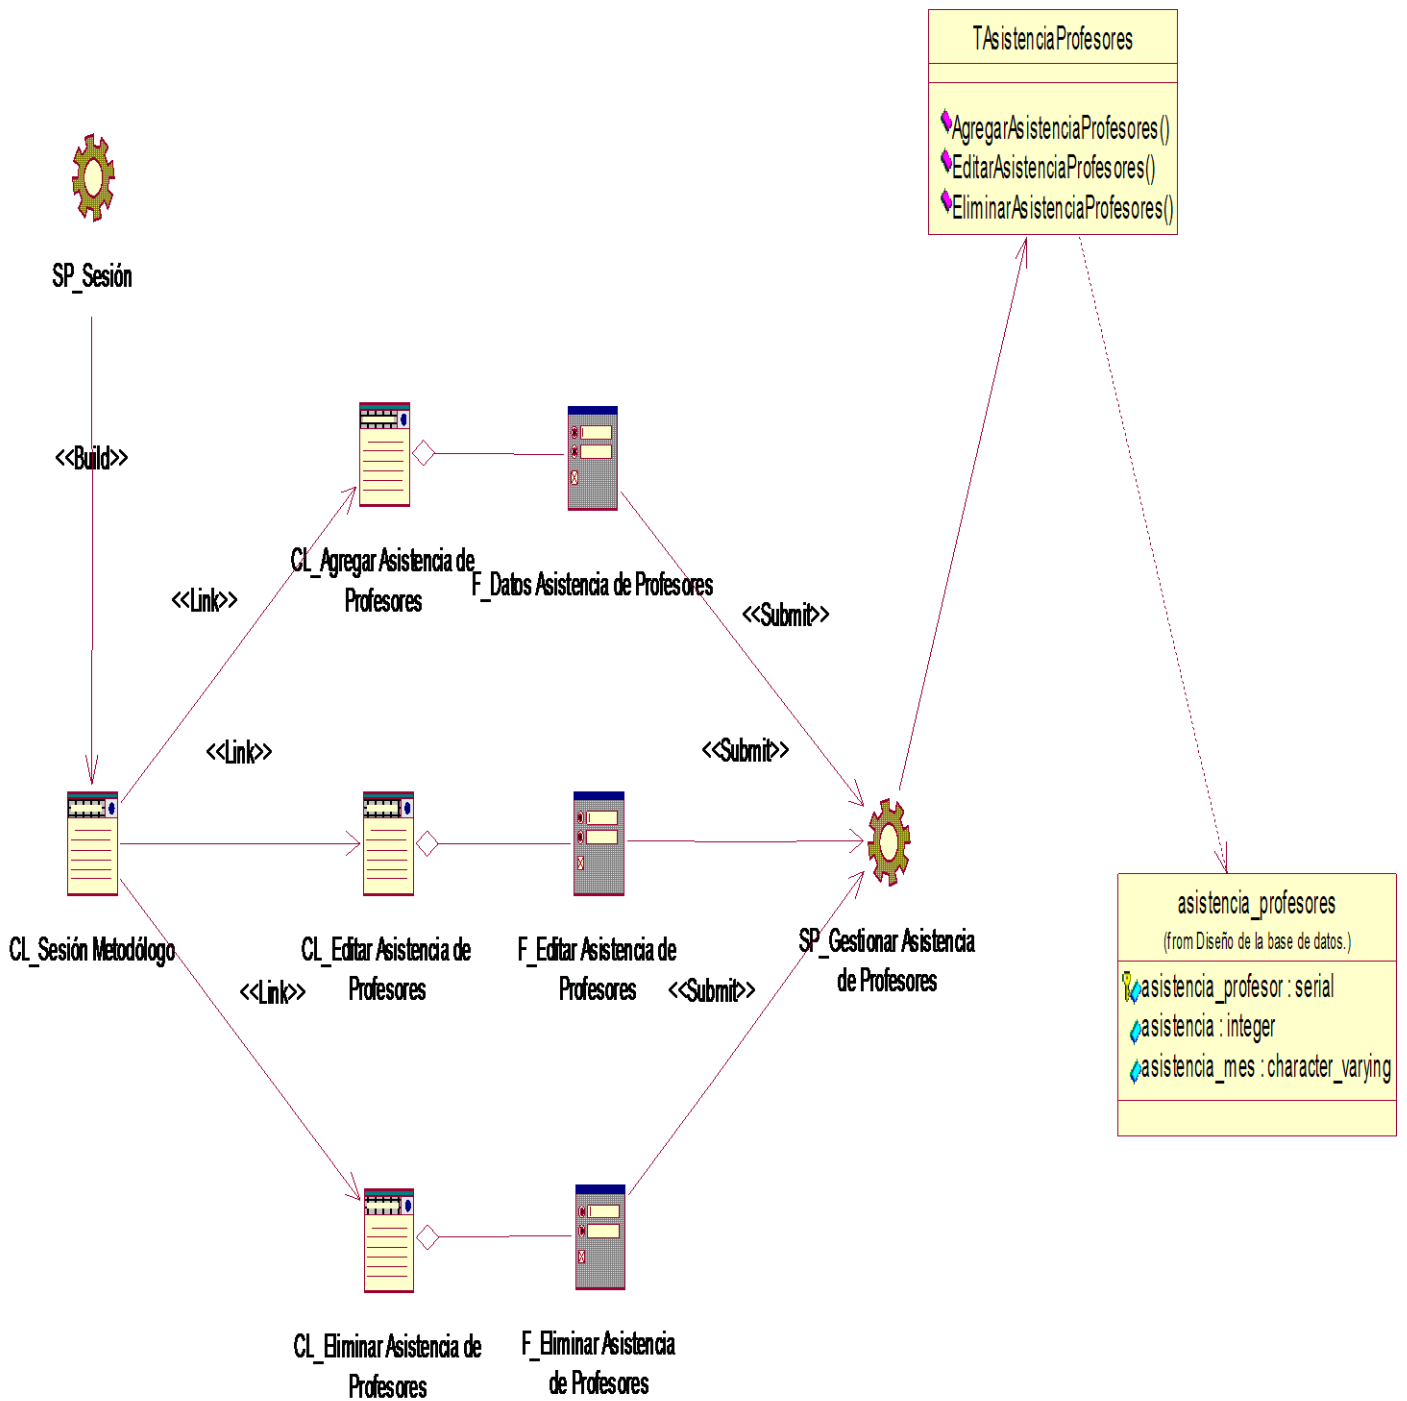 TAsistenciaProfesores
AgregarAsistenciaProfesores()
EditarAsistenciaProfesores()
EliminarAsistenciaProfesores()
SP_Sesión
<<Build>>
CL_Agregar Asistencia de
Profesores
F_Datos Asistencia de Profesores
<<Link>>
<<Submit>>
<<Link>>
<<Submit>>
CL_Sesión Metodólogo
CL_Editar Asistencia de
Profesores
F_Editar Asistencia de
Profesores
SP_Gestionar Asistencia
de Profesores
<<Link>>
<<Submit>>
asistencia_profesores
(from Diseño de la base de datos.)
asistencia_profesor : serial
asistencia : integer
asistencia_mes : character_varying
CL_Eliminar Asistencia de
Profesores
F_Eliminar Asistencia
de Profesores